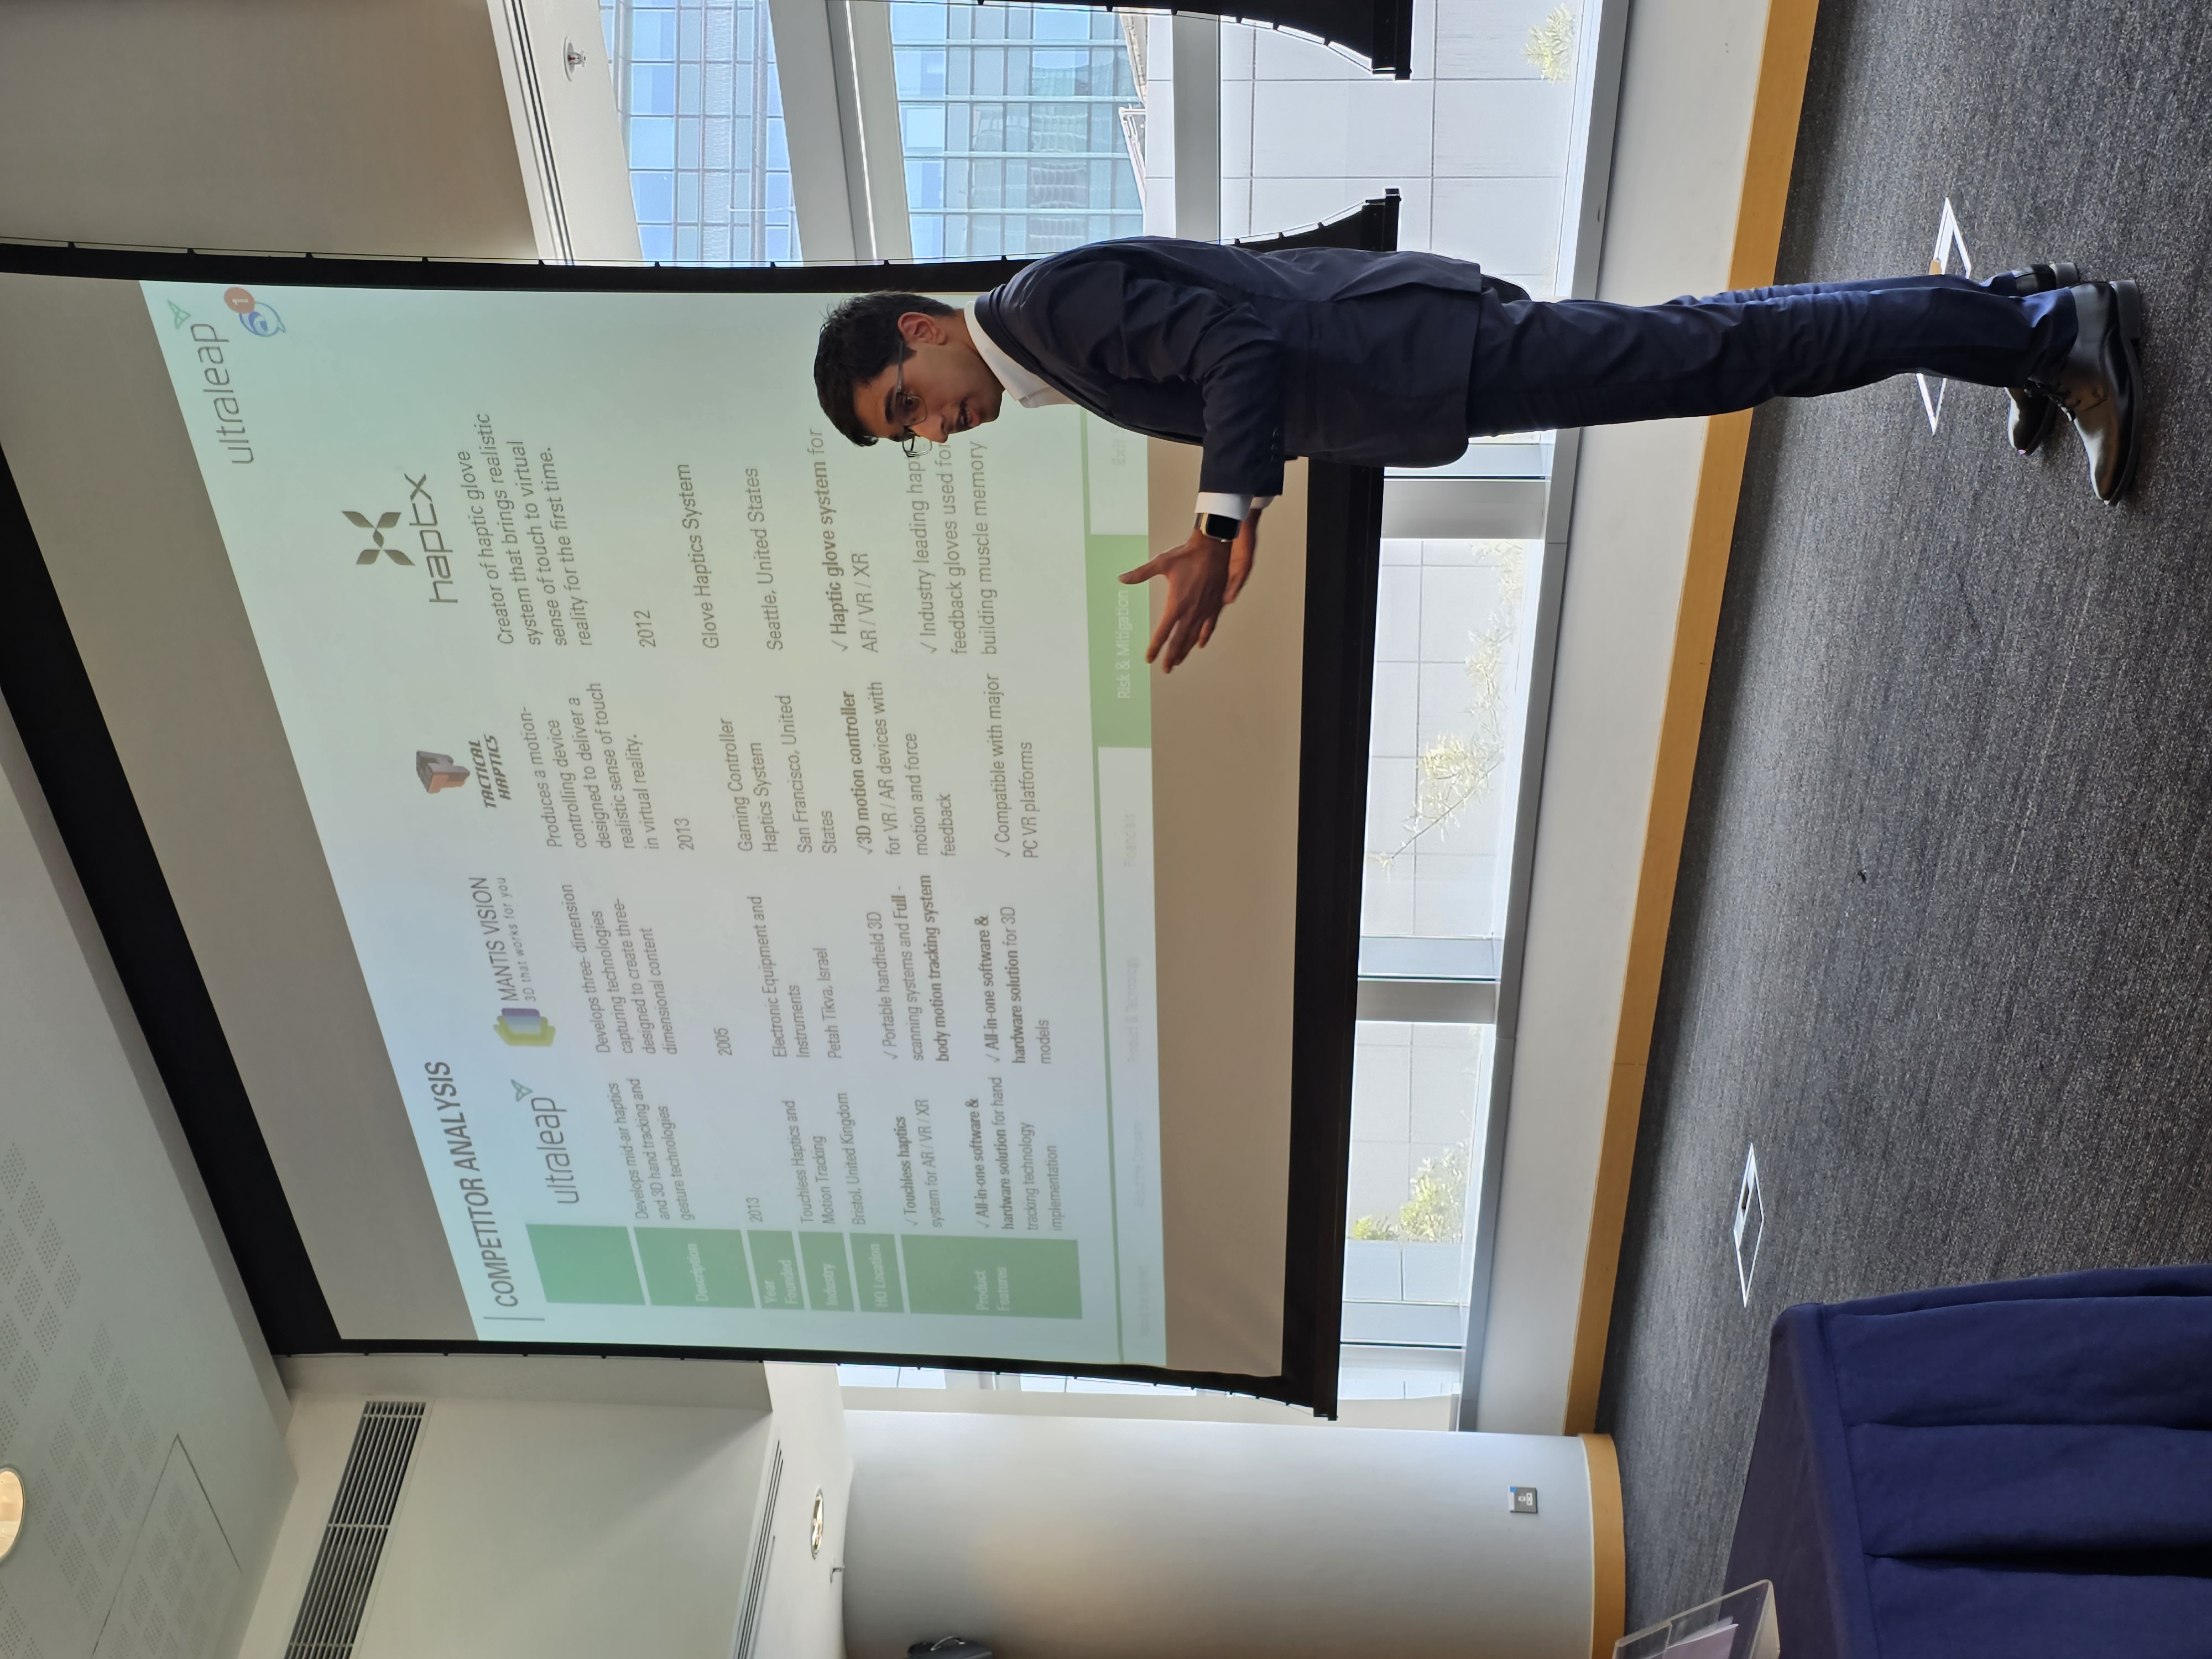 ultraleap
1
COMPETITOR ANALYSIS
ultraleap
MANTIS VISION
3D that works for you
TACTICAL
HAPTICS
haptx
Description
Develops mid-air haptics
and 3D hand tracking and
gesture technologies
Develops three- dimension
capturing technologies
designed to create three-
dimensional content
Produces a motion-
controlling device
designed to deliver a
realistic sense of touch
in virtual reality.
Creator of haptic glove
system that brings realistic
sense of touch to virtual
reality for the first time.
Year
Founded
2013
2005
2013
2012
Industry
Touchless Haptics and
Motion Tracking
Electronic Equipment and
Instruments
Gaming Controller
Haptics System
Glove Haptics System
HQ Location
Bristol, United Kingdom
Petah Tikva, Israel
San Francisco, United
States
Seattle, United States
Product
Features
✓ Touchless haptics
system for AR / VR / XR
✓ All-in-one software &
hardware solution for hand
tracking technology
implementation
✓ Portable handheld 3D
scanning systems and Full -
body motion tracking system
✓ All-in-one software &
hardware solution for 3D
models
✓3D motion controller
for VR / AR devices with
motion and force
feedback
✓ Compatible with major
PC VR platforms
✓ Haptic glove system for
AR / VR / XR
✓ Industry leading
feedback gloves used for
building muscle memory
About the Company
Product & Technology
Financials
Risk & Mitigation
Exit